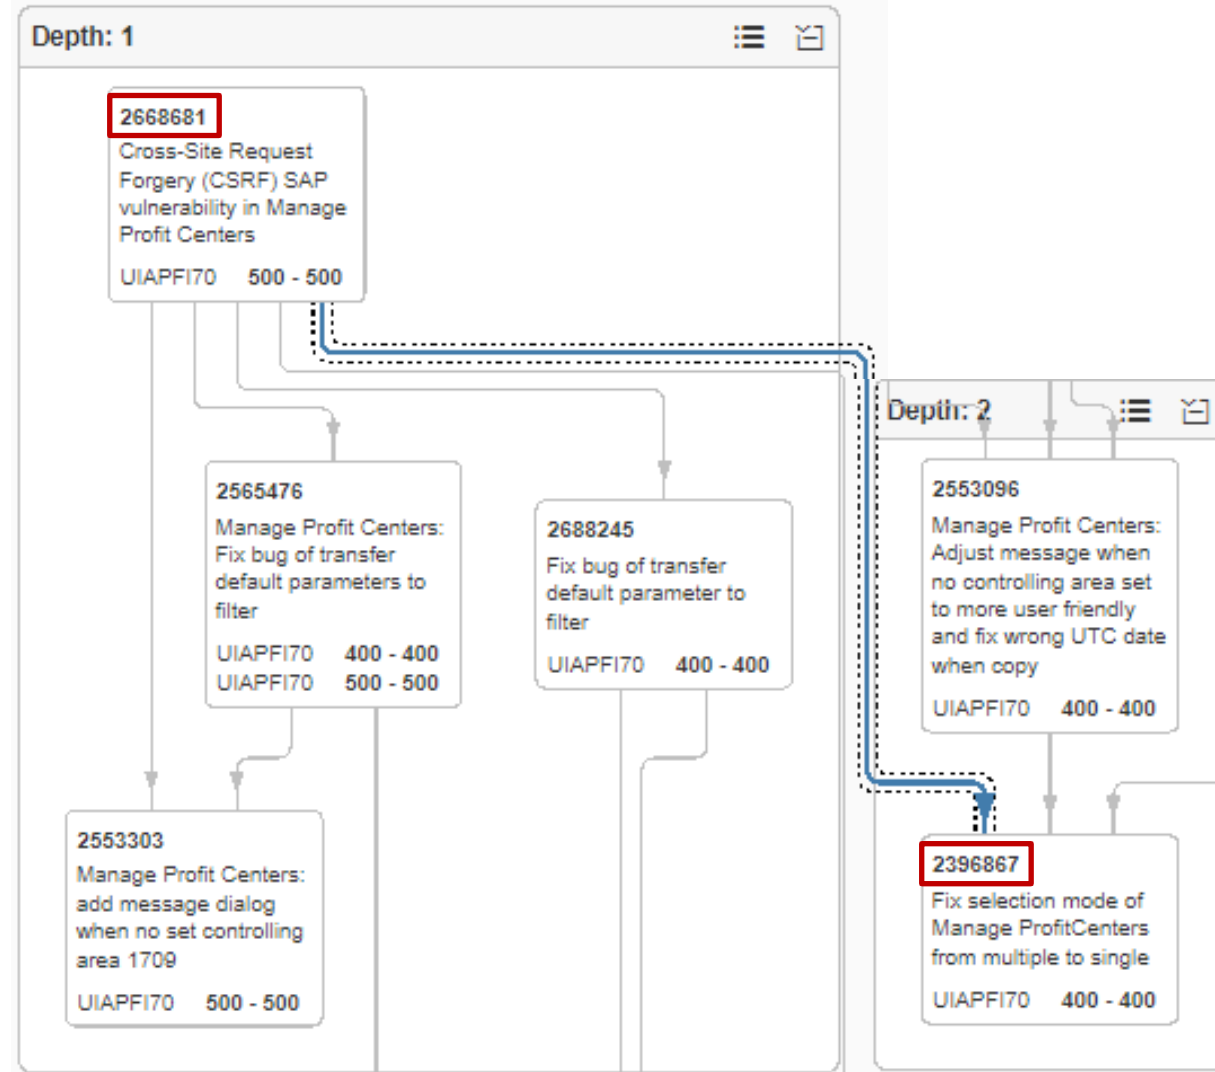 Depth: 1
2668681
Cross-Site Request
Forgery (CSRF) SAP
vulnerability in Manage
Profit Centers
UIAPFI70 500 - 500
2565476
Manage Profit Centers:
Fix bug of transfer
default parameters to
filter
UIAPFI70 400 - 400
UIAPFI70 500 - 500
2688245
Fix bug of transfer
default parameter to
filter
UIAPFI70 400 - 400
2553303
Manage Profit Centers:
add message dialog
when no set controlling
area 1709
UIAPFI70 500 - 500
Depth: 2
2553096
Manage Profit Centers:
Adjust message when
no controlling area set
to more user friendly
and fix wrong UTC date
when copy
UIAPFI70 400 - 400
2396867
Fix selection mode of
Manage ProfitCenters
from multiple to single
UIAPFI70 400 - 400